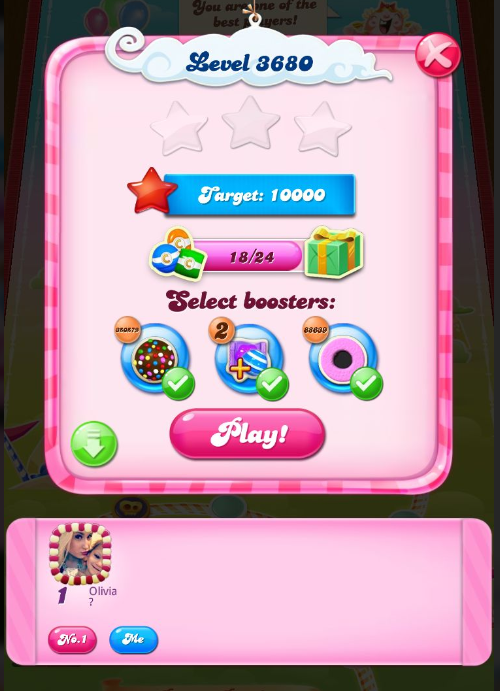 You are one of the
best players!
Level 3680
Target: 10000
18/24
Select boosters:
2
Play!
1
Olivia
?
No.1
Me